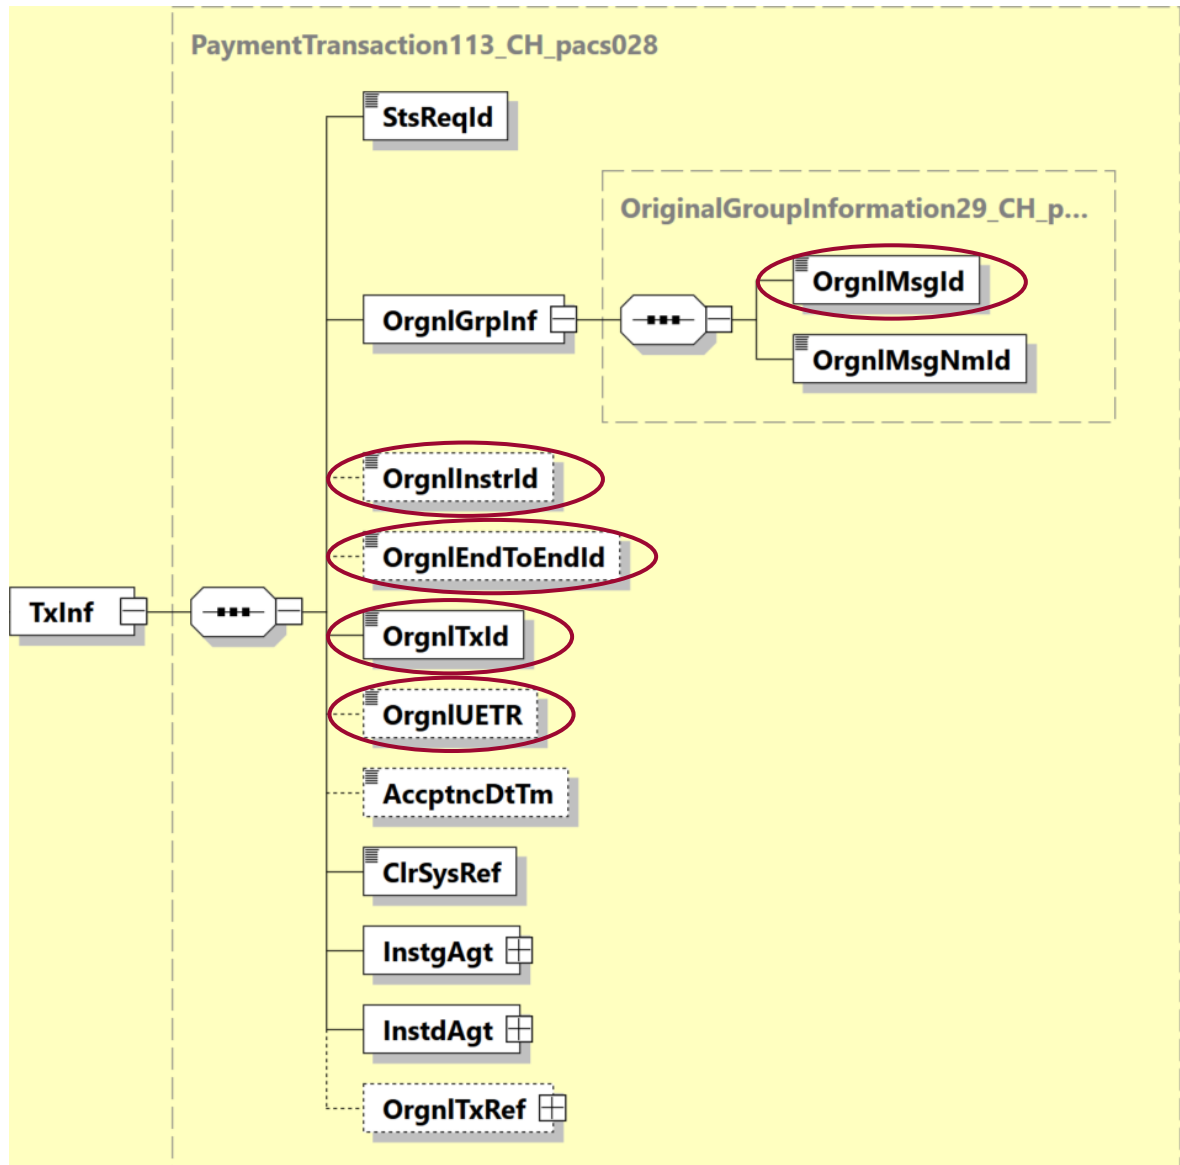 PaymentTransaction113_CH_pacs028
StsReqId
OriginalGroupInformation29_CH_p...
OrgnlMsgId
OrgnlGrpInf
OrgnlMsgNmId
OrgnlInstrId
OrgnlEndToEndId
TxInf
OrgnlTxId
OrgnlUETR
AccptncDtTm
ClrSysRef
InstgAgt
InstdAgt
OrgnlTxRef